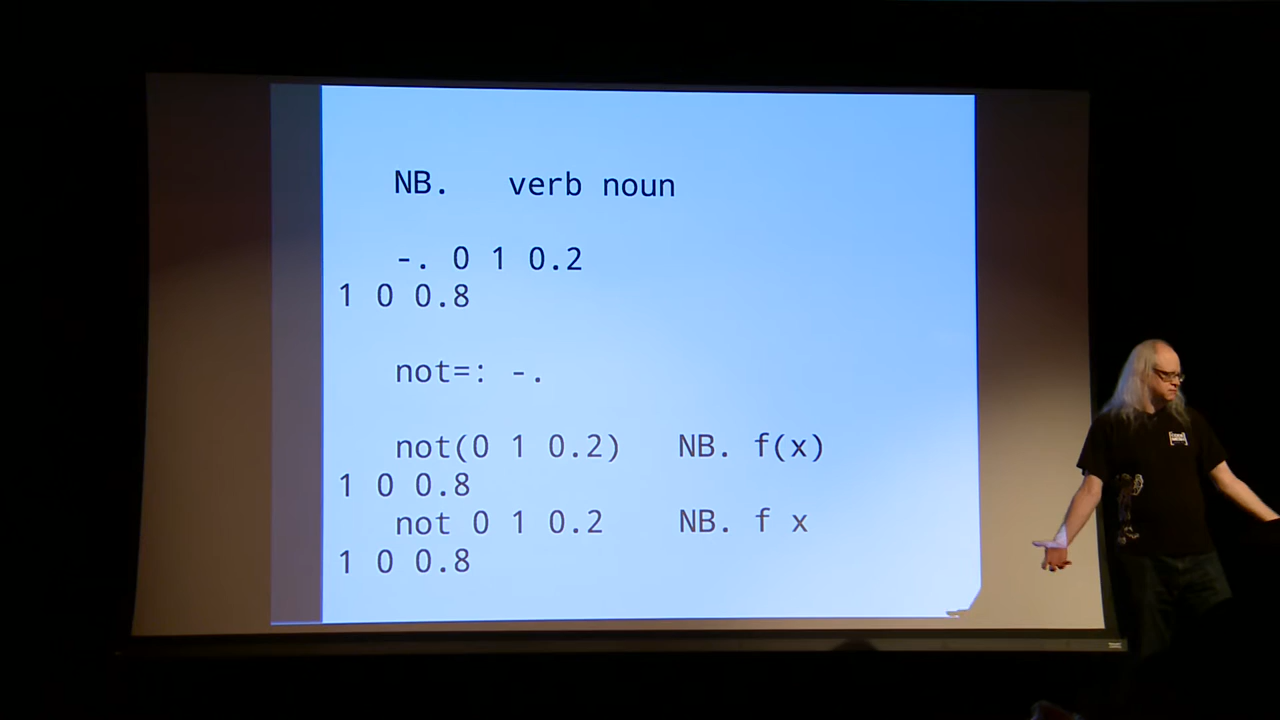 NB. verb noun
-. 0 1 0.2
1 0 0.8
not=: -.
not(0 1 0.2) NB. f(x)
1 0 0.8
not 0 1 0.2 NB. f x
1 0 0.8